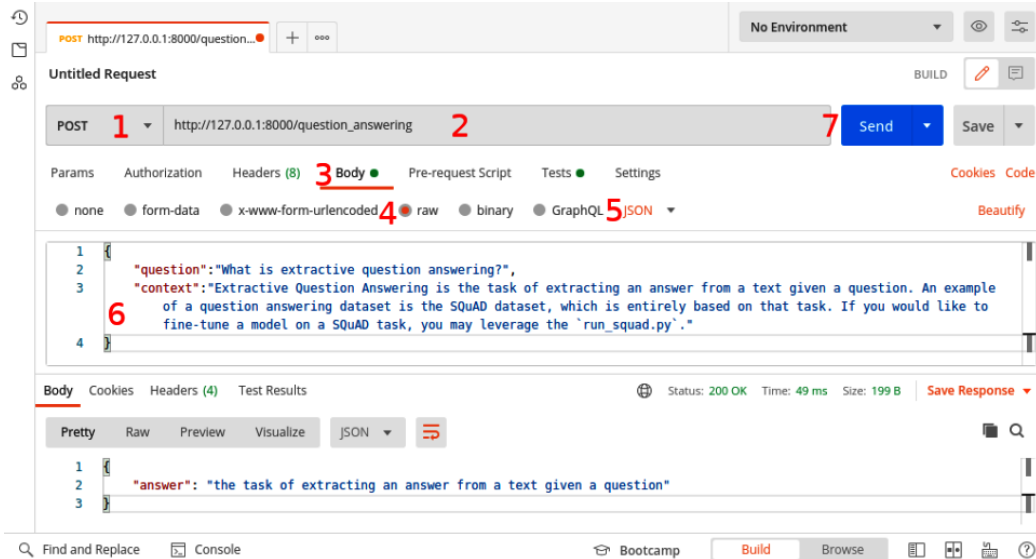 POST http://127.0.0.1:8000/question... + ooo No Environment
Untitled Request BUILD
POST 1 http://127.0.0.1:8000/question_answering 2 7 Send Save
Params Authorization Headers (8) 3 Body Pre-request Script Tests Settings Cookies Code
none form-data x-www-form-urlencoded 4 raw binary GraphQL 5 JSON Beautify
1 {
2 "question":"What is extractive question answering?",
3 "context":"Extractive Question Answering is the task of extracting an answer from a text given a question. An example
of a question answering dataset is the SQuAD dataset, which is entirely based on that task. If you would like to
6 fine-tune a model on a SQuAD task, you may leverage the `run_squad.py`."
4 }
Body Cookies Headers (4) Test Results Status: 200 OK Time: 49 ms Size: 199 B Save Response
Pretty Raw Preview Visualize JSON
1 {
2 "answer": "the task of extracting an answer from a text given a question"
3 }
Find and Replace Console Bootcamp Build Browse